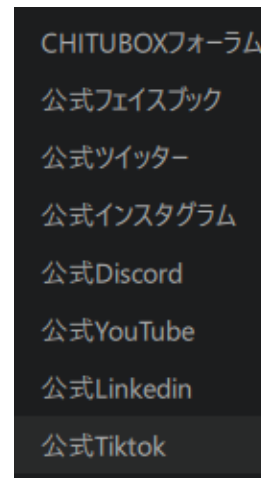 CHITUBOXフォーラム
公式フェイスブック
公式ツイッター
公式インスタグラム
公式Discord
公式YouTube
公式Linkedin
公式Tiktok